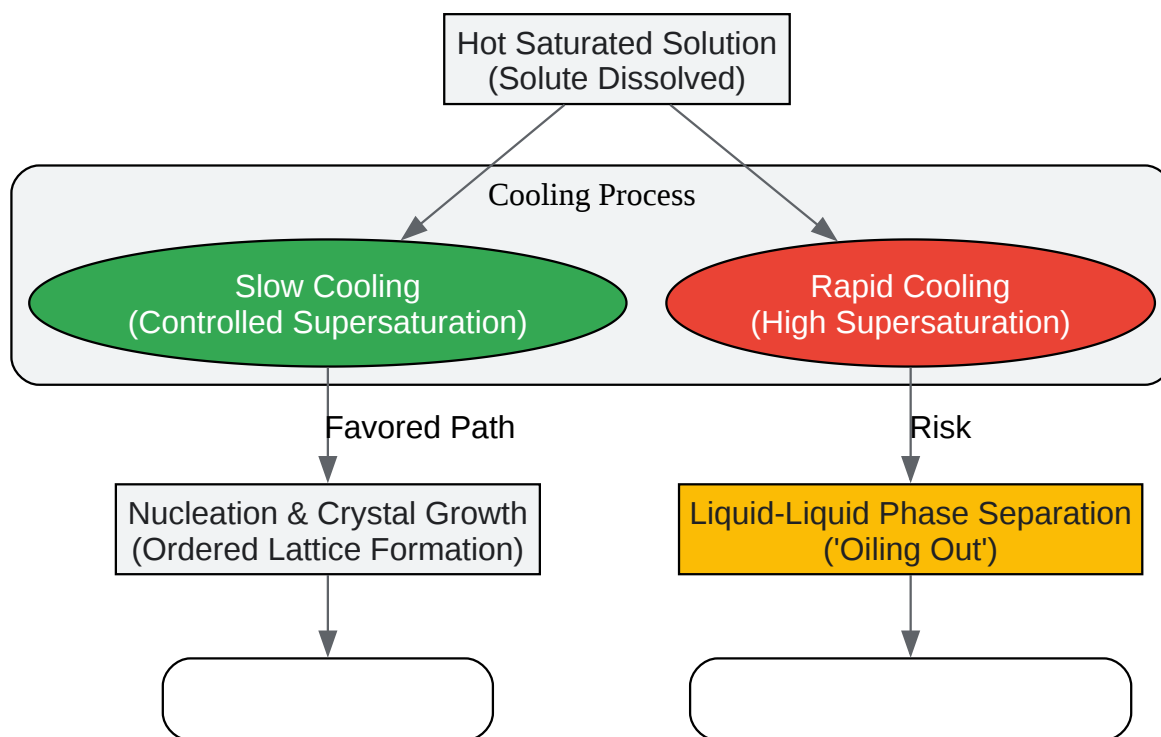 Hot Saturated Solution
(Solute Dissolved)
Cooling Process
Slow Cooling
(Controlled Supersaturation)
Rapid Cooling
(High Supersaturation)
Favored Path
Risk
Nucleation & Crystal Growth
(Ordered Lattice Formation)
Liquid-Liquid Phase Separation
('Oiling Out')